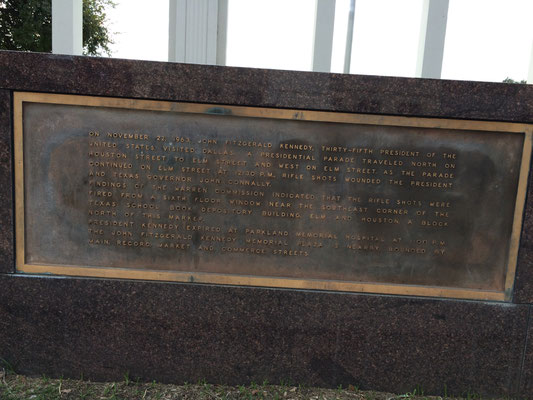 ON NOVEMBER 22, 1963, JOHN FITZGERALD KENNEDY, THIRTY-FIFTH PRESIDENT OF THE
UNITED STATES, VISITED DALLAS. A PRESIDENTIAL PARADE TRAVELED NORTH ON
HOUSTON STREET TO ELM STREET AND WEST ON ELM STREET. AS THE PARADE
CONTINUED ON ELM STREET AT 12:30 P.M., RIFLE SHOTS WOUNDED THE PRESIDENT
AND TEXAS GOVERNOR JOHN CONNALLY.
FINDINGS OF THE WARREN COMMISSION INDICATED THAT THE RIFLE SHOTS WERE
FIRED FROM A SIXTH FLOOR WINDOW NEAR THE SOUTHEAST CORNER OF THE
TEXAS SCHOOL BOOK DEPOSITORY BUILDING, ELM AND HOUSTON, A BLOCK
NORTH OF THIS MARKER.
PRESIDENT KENNEDY EXPIRED AT PARKLAND MEMORIAL HOSPITAL AT 1:00 P.M.
THE JOHN FITZGERALD KENNEDY MEMORIAL PLAZA IS NEARBY, BOUNDED BY
MAIN, RECORD, MARKET, AND COMMERCE STREETS.